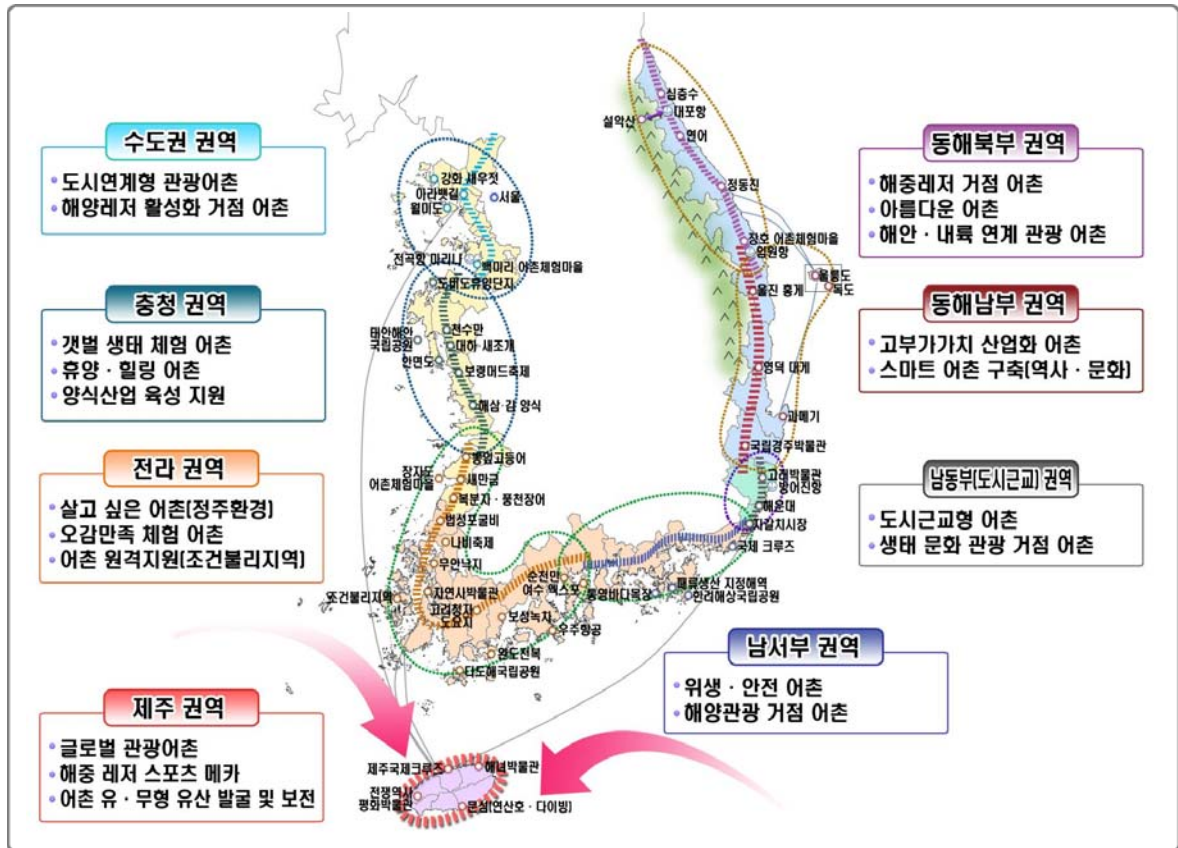 수도권 권역
• 도시연계형 관광어촌
• 해양레저 활성화 거점 어촌
충청 권역
• 갯벌 생태 체험 어촌
• 휴양 · 힐링 어촌
• 양식산업 육성 지원
전라 권역
• 살고 싶은 어촌(정주환경)
• 오감만족 체험 어촌
• 어촌 원격지원(조건불리지역)
제주 권역
• 글로벌 관광어촌
• 해중 레저 스포츠 메카
• 어촌 유 · 무형 유산 발굴 및 보전
강화 새우젓
아라뱃길
월미도
서울
전곡항 마리나
백미리 어촌체험마을
도비도휴양단지
천수만
태안해안
국립공원
대하·새조개
안면도
보령머드축제
해삼·김 양식
장자도
어촌체험마을
새만금
복분자 · 풍천장어
법성포굴비
나비축제
무안낙지
조건불리지역
자연사박물관
고려청자
도요지
보성녹차
우주항공
완도전복
다도해국립공원
순천만
여수 엑스포
통영바다목장
패류생산 지정해역
한려해상국립공원
제주국제크루즈
해녀박물관
전쟁역사
평화박물관
문섬(연산호 · 다이빙)
심층수
대포항
설악산
연어
정동진
장호 어촌체험마을
임원항
울릉도
독도
울진 홍게
영덕 대게
과메기
국립경주박물관
고래박물관
방어진항
해운대
자갈치시장
국제 크루즈
동해북부 권역
• 해중레저 거점 어촌
• 아름다운 어촌
• 해안 · 내륙 연계 관광 어촌
동해남부 권역
• 고부가가치 산업화 어촌
• 스마트 어촌 구축(역사 · 문화)
남동부(도시근교) 권역
• 도시근교형 어촌
• 생태 문화 관광 거점 어촌
남서부 권역
• 위생 · 안전 어촌
• 해양관광 거점 어촌